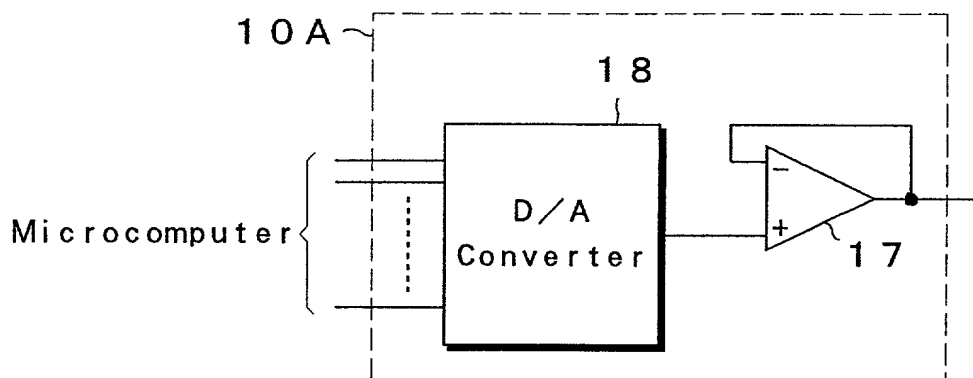 10A
18
D/A
Converter
Microcomputer
−
+
17